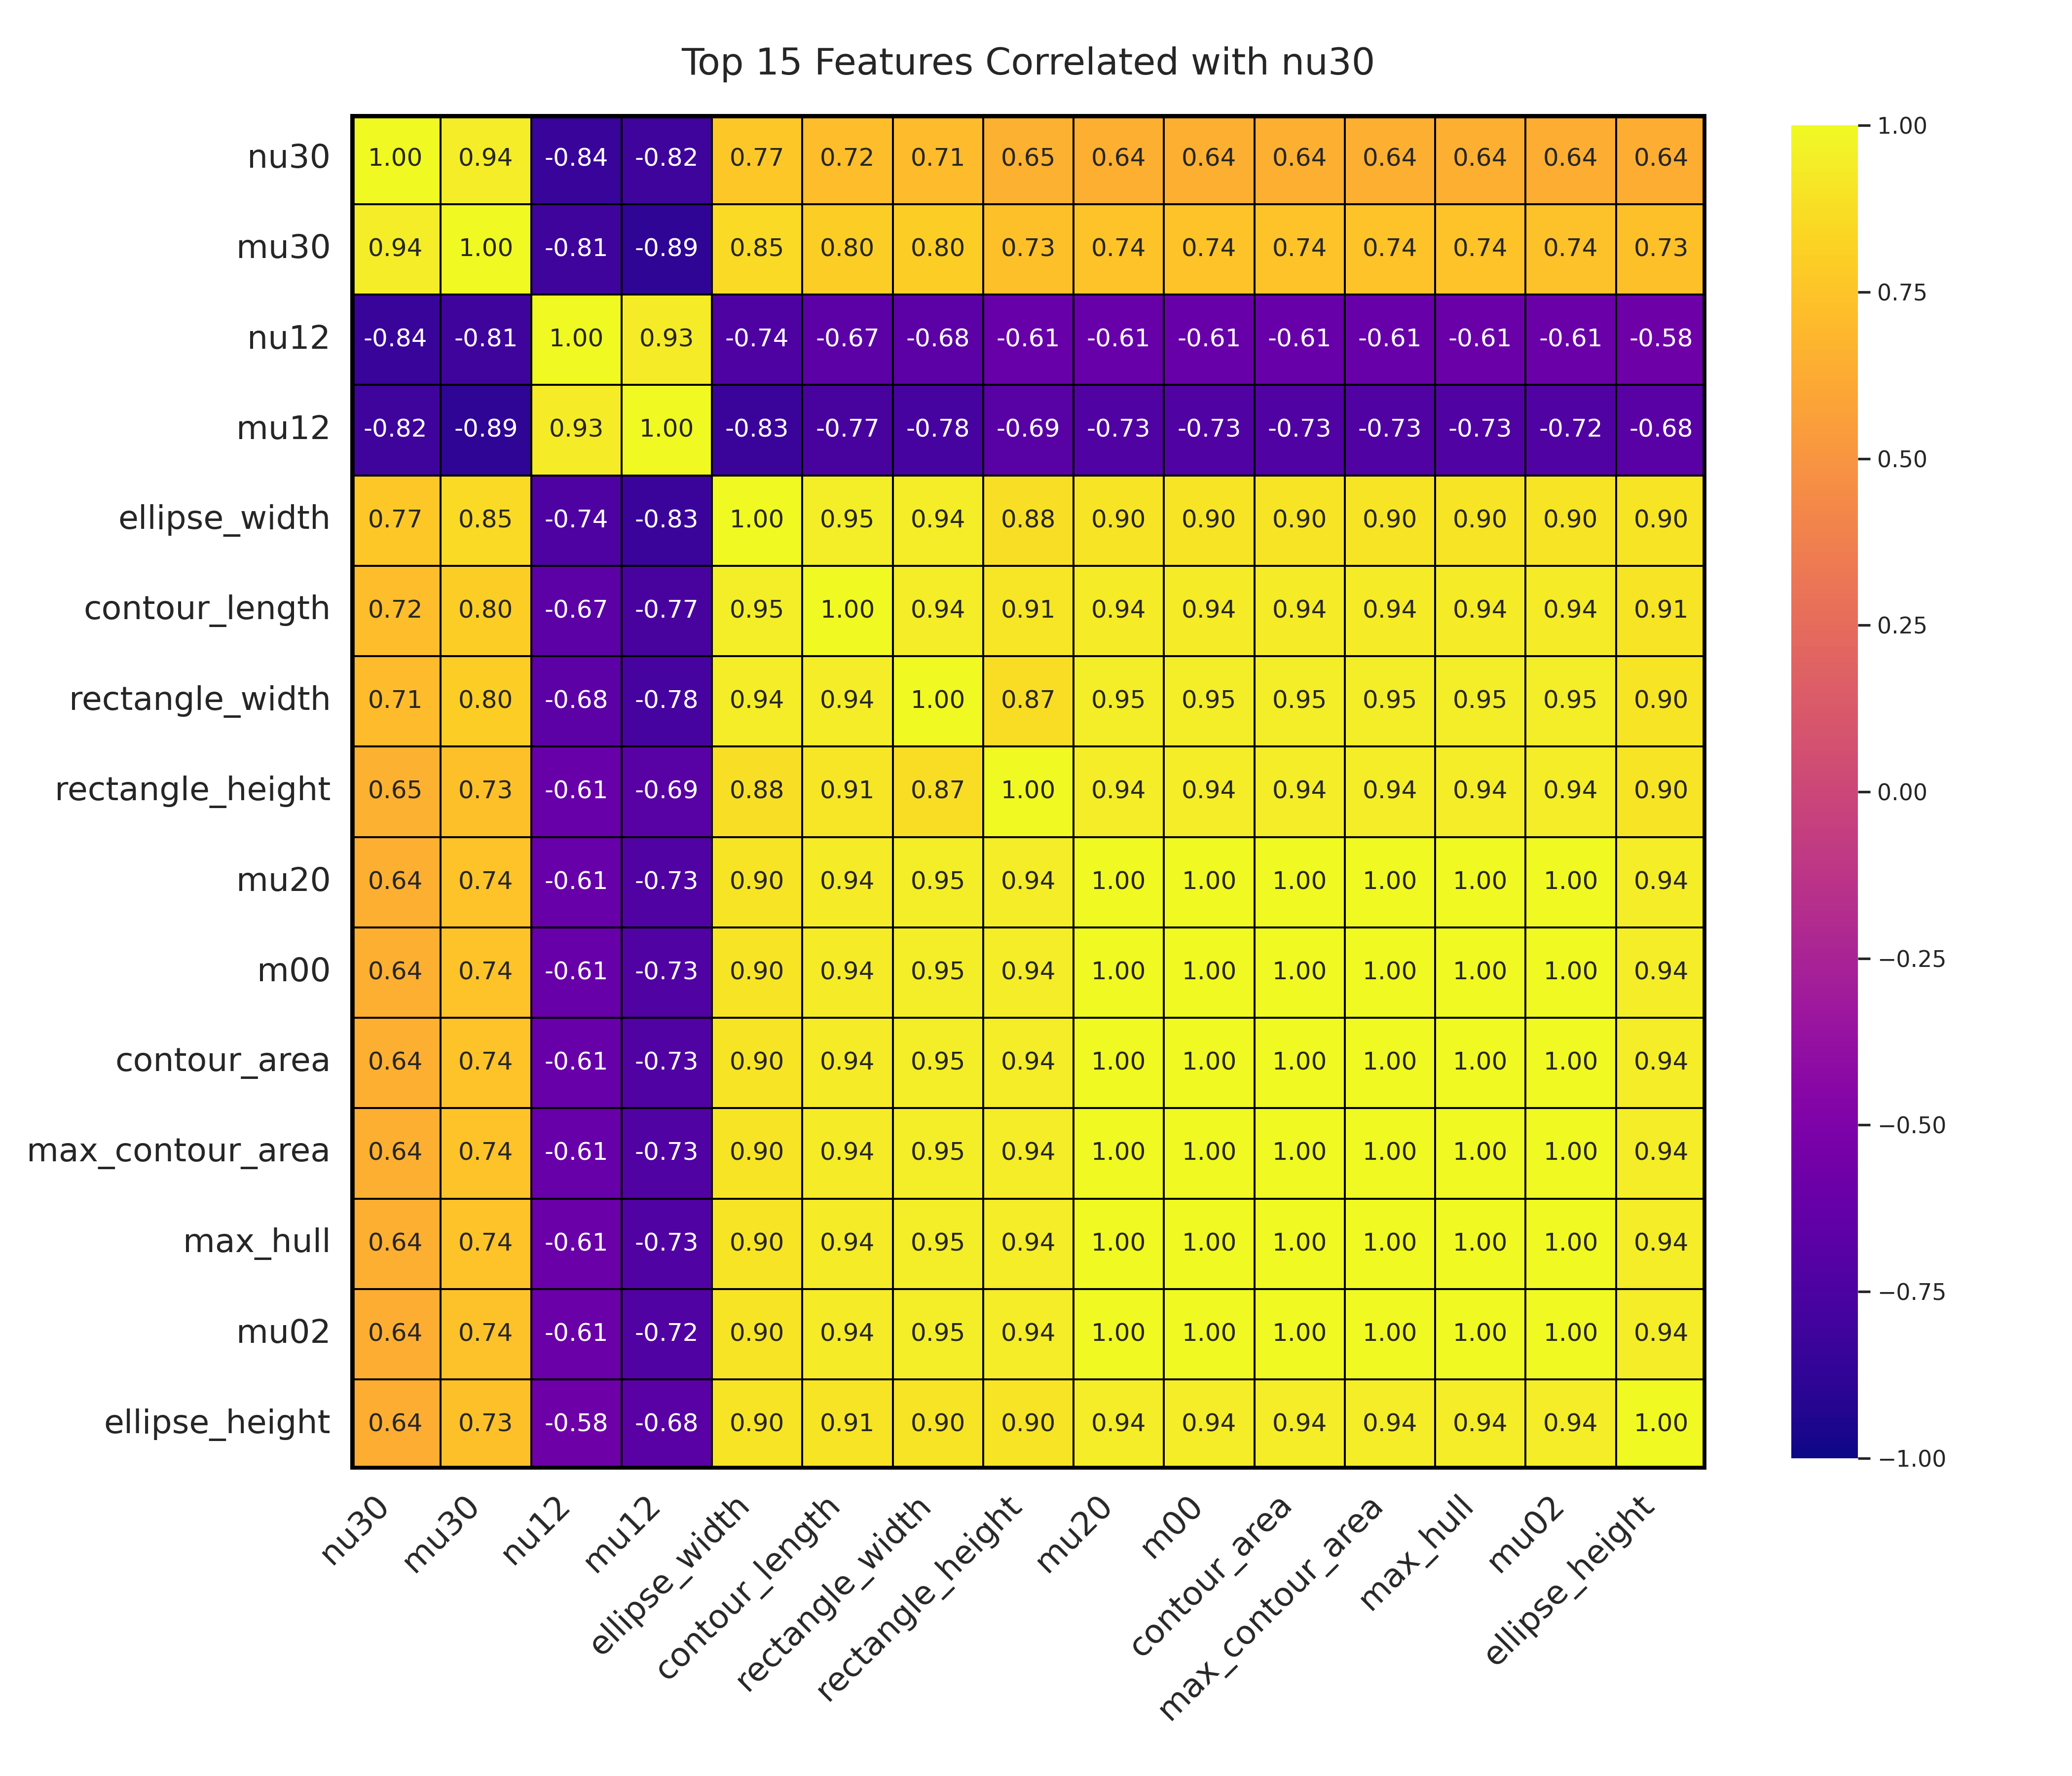 Top 15 Features Correlated with nu30
nu30 1.00 0.94 -0.84 -0.82 0.77 0.72 0.71 0.65 0.64 0.64 0.64 0.64 0.64 0.64 0.64
mu30 0.94 1.00 -0.81 -0.89 0.85 0.80 0.80 0.73 0.74 0.74 0.74 0.74 0.74 0.74 0.73
nu12 -0.84 -0.81 1.00 0.93 -0.74 -0.67 -0.68 -0.61 -0.61 -0.61 -0.61 -0.61 -0.61 -0.61 -0.58
mu12 -0.82 -0.89 0.93 1.00 -0.83 -0.77 -0.78 -0.69 -0.73 -0.73 -0.73 -0.73 -0.73 -0.72 -0.68
ellipse_width 0.77 0.85 -0.74 -0.83 1.00 0.95 0.94 0.88 0.90 0.90 0.90 0.90 0.90 0.90 0.90
contour_length 0.72 0.80 -0.67 -0.77 0.95 1.00 0.94 0.91 0.94 0.94 0.94 0.94 0.94 0.94 0.91
rectangle_width 0.71 0.80 -0.68 -0.78 0.94 0.94 1.00 0.87 0.95 0.95 0.95 0.95 0.95 0.95 0.90
rectangle_height 0.65 0.73 -0.61 -0.69 0.88 0.91 0.87 1.00 0.94 0.94 0.94 0.94 0.94 0.94 0.90
mu20 0.64 0.74 -0.61 -0.73 0.90 0.94 0.95 0.94 1.00 1.00 1.00 1.00 1.00 1.00 0.94
m00 0.64 0.74 -0.61 -0.73 0.90 0.94 0.95 0.94 1.00 1.00 1.00 1.00 1.00 1.00 0.94
contour_area 0.64 0.74 -0.61 -0.73 0.90 0.94 0.95 0.94 1.00 1.00 1.00 1.00 1.00 1.00 0.94
max_contour_area 0.64 0.74 -0.61 -0.73 0.90 0.94 0.95 0.94 1.00 1.00 1.00 1.00 1.00 1.00 0.94
max_hull 0.64 0.74 -0.61 -0.73 0.90 0.94 0.95 0.94 1.00 1.00 1.00 1.00 1.00 1.00 0.94
mu02 0.64 0.74 -0.61 -0.72 0.90 0.94 0.95 0.94 1.00 1.00 1.00 1.00 1.00 1.00 0.94
ellipse_height 0.64 0.73 -0.58 -0.68 0.90 0.91 0.90 0.90 0.94 0.94 0.94 0.94 0.94 0.94 1.00
nu30
mu30
nu12
mu12
ellipse_width
contour_length
rectangle_width
rectangle_height
mu20
m00
contour_area
max_contour_area
max_hull
mu02
ellipse_height
1.00
0.75
0.50
0.25
0.00
−0.25
−0.50
−0.75
−1.00